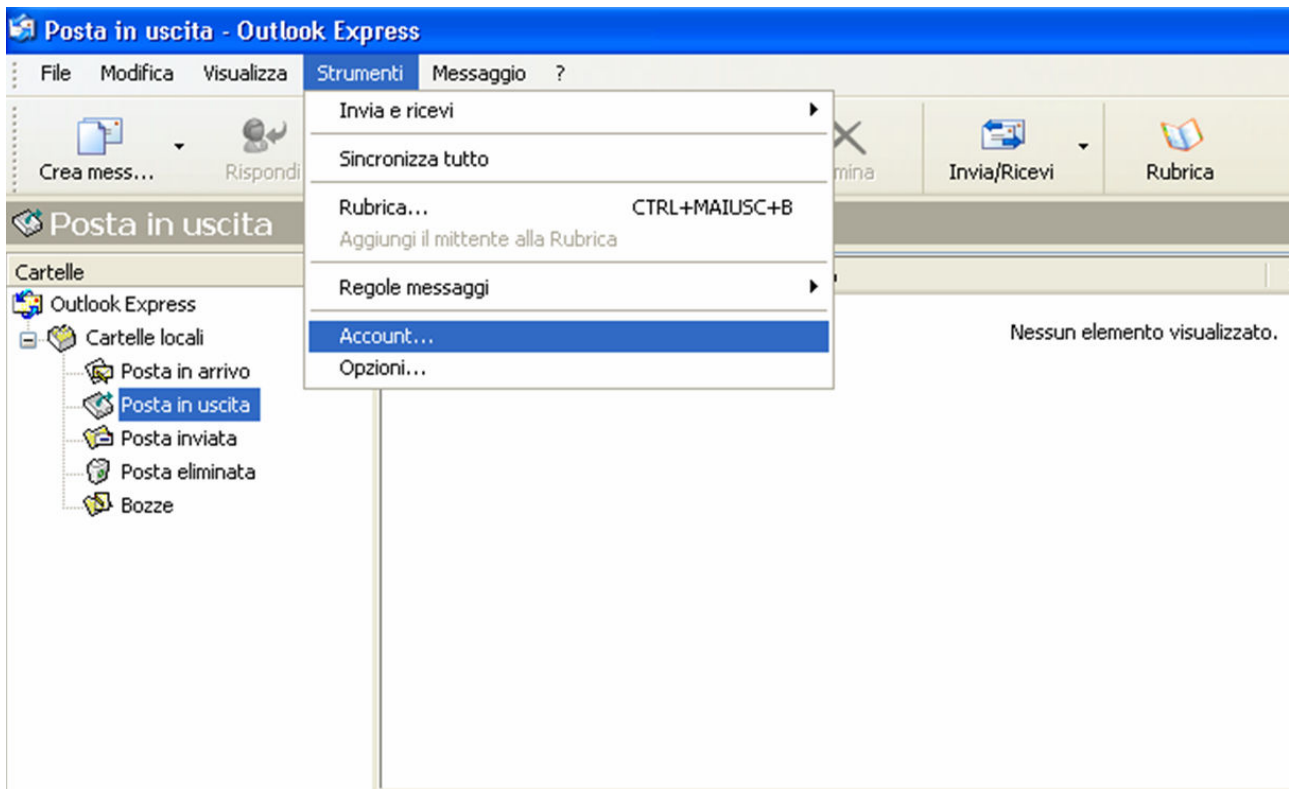 Posta in uscita - Outlook Express
File Modifica Visualizza Strumenti Messaggio ?
Crea mess... Rispondi mina Invia/Ricevi Rubrica
Invia e ricevi
Sincronizza tutto
Rubrica... CTRL+MAIUSC+B
Aggiungi il mittente alla Rubrica
Regole messaggi
Account...
Opzioni...
Posta in uscita
Cartelle
Outlook Express
Cartelle locali
Posta in arrivo
Posta in uscita
Posta inviata
Posta eliminata
Bozze
Nessun elemento visualizzato.